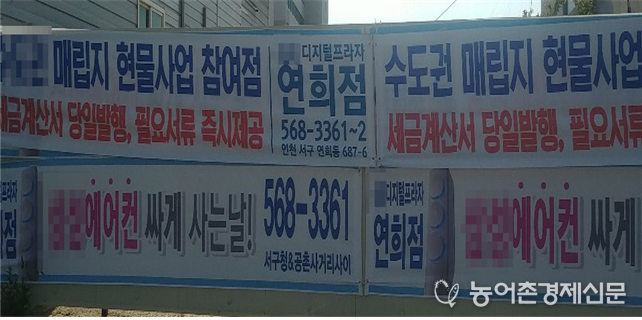 매립지 현물사업 참여점
세금계산서 당일발행, 필요서류 즉시제공
디지털프라자
연희점
568-3361~2
인천 서구 연희동 687-6
수도권 매립지 현물사업
세금계산서 당일발행, 필요서류
연희점
에어컨 싸게 사는날!
568-3361
서구청&공촌사거리사이
디지털프라자
연희점
에어컨 싸게
농어촌경제신문